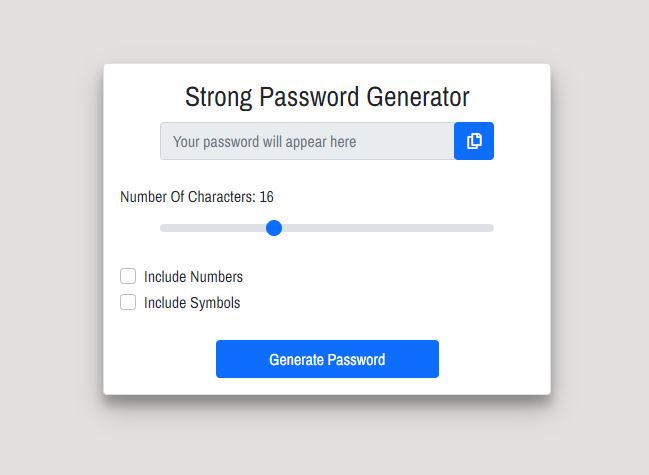 Strong Password Generator
Your password will appear here
Number Of Characters: 16
Include Numbers
Include Symbols
Generate Password